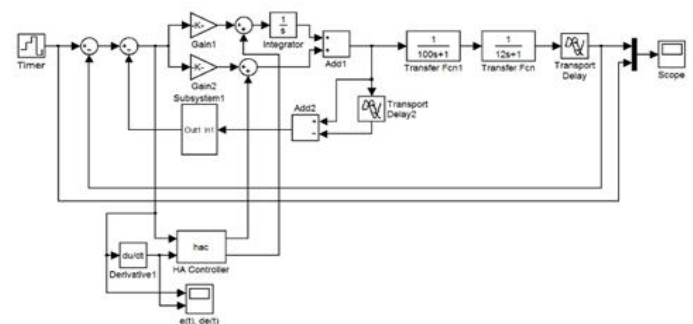 Timer
-K-
Gain1
1
s
Integrator
Add1
-K-
Gain2
Subsystem1
Out1 In1
Add2
Transport
Delay2
1
100s+1
Transfer Fcn1
1
12s+1
Transfer Fcn
Transport
Delay
Scope
du/dt
Derivative1
hac
HA Controller
e(t), de(t)